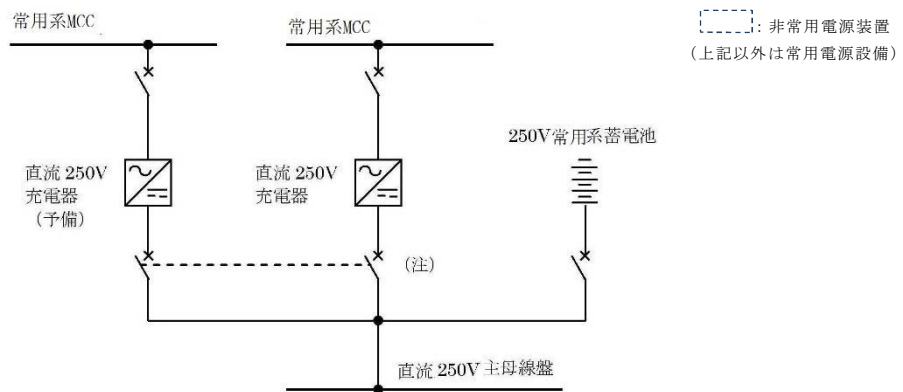 常用系MCC
常用系MCC
: 非常用電源装置
(上記以外は常用電源設備)
250V常用系蓄電池
直流 250V
充電器
(予備)
直流 250V
充電器
(注)
直流 250V 主母線盤